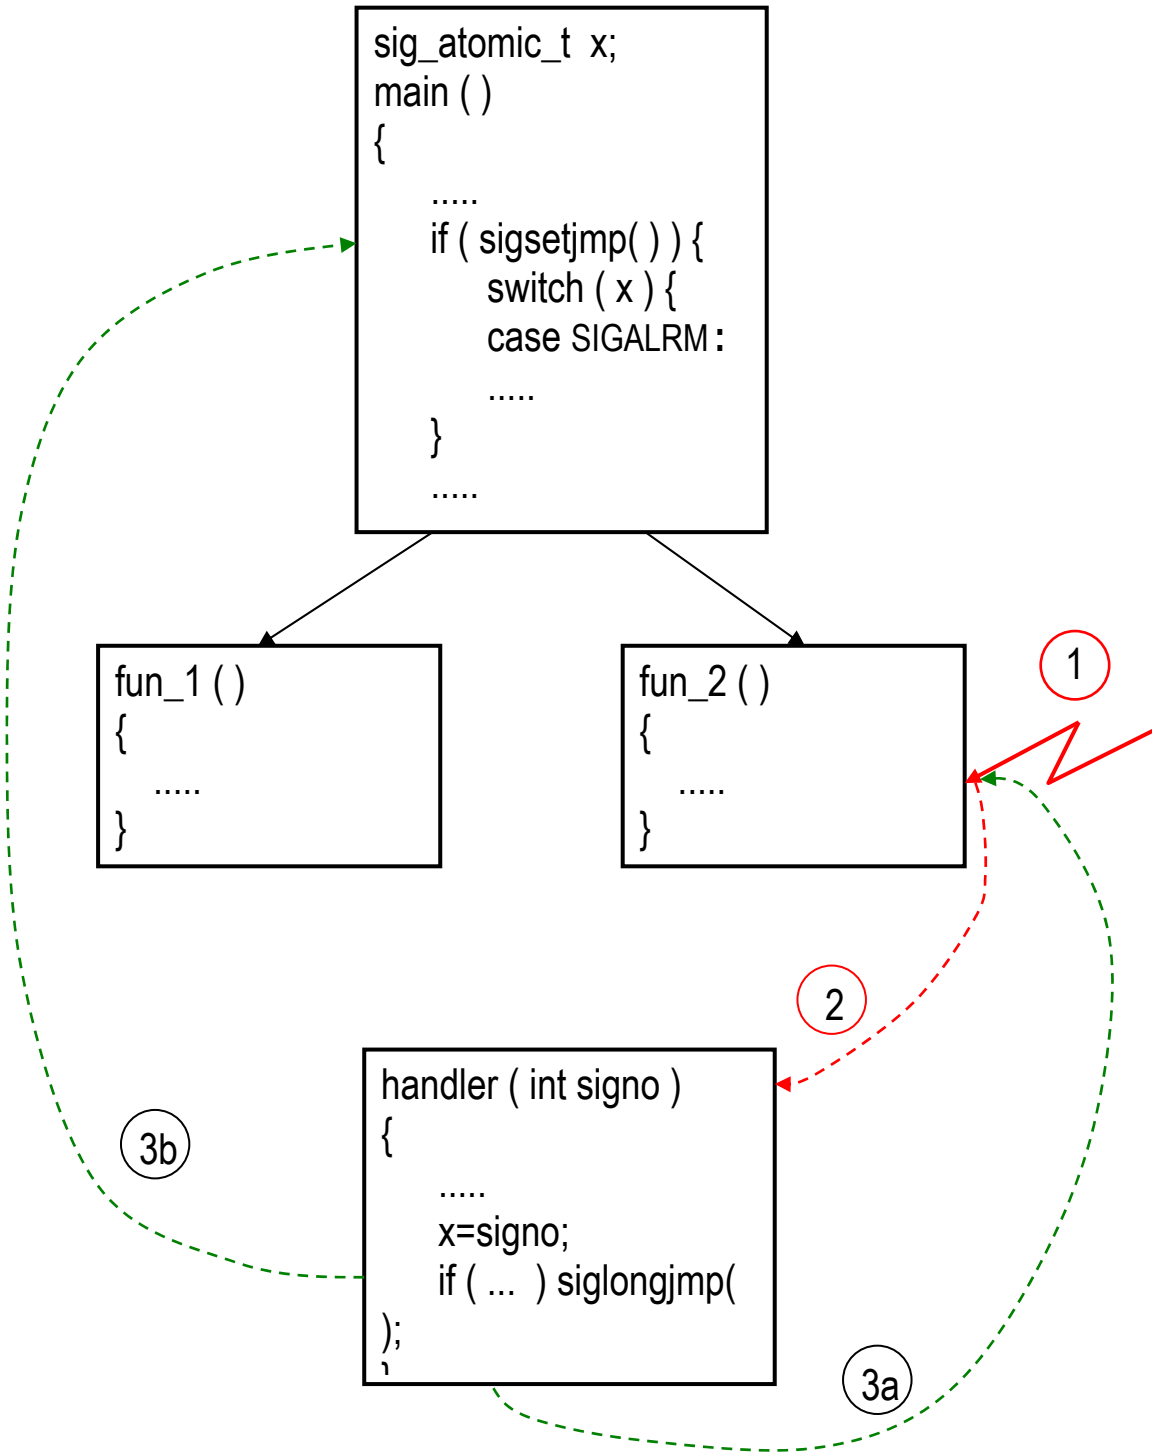 sig_atomic_t x;
main ( )
{
.....
if ( sigsetjmp( ) ) {
switch ( x ) {
case SIGALRM:
.....
}
.....
fun_1 ( )
{
.....
}
fun_2 ( )
{
.....
}
1
2
handler ( int signo )
{
.....
x=signo;
if ( ... ) siglongjmp(
);
}
3b
3a